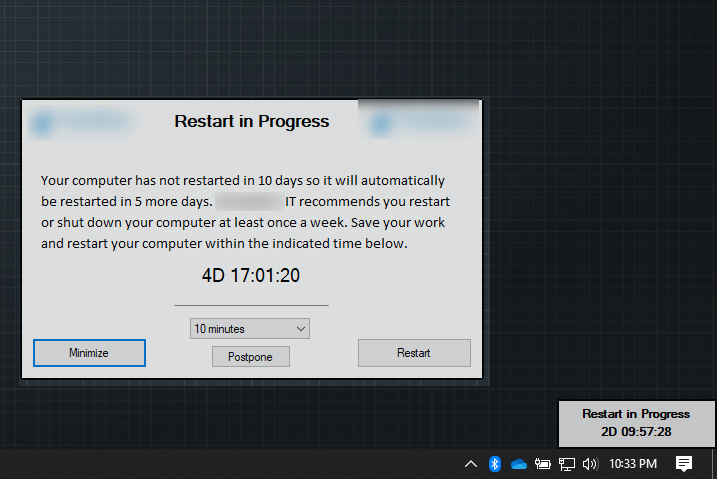 Restart in Progress
Your computer has not restarted in 10 days so it will automatically
be restarted in 5 more days. IT recommends you restart
or shut down your computer at least once a week. Save your work
and restart your computer within the indicated time below.
4D 17:01:20
10 minutes
Minimize
Postpone
Restart
Restart in Progress
2D 09:57:28
10:33 PM